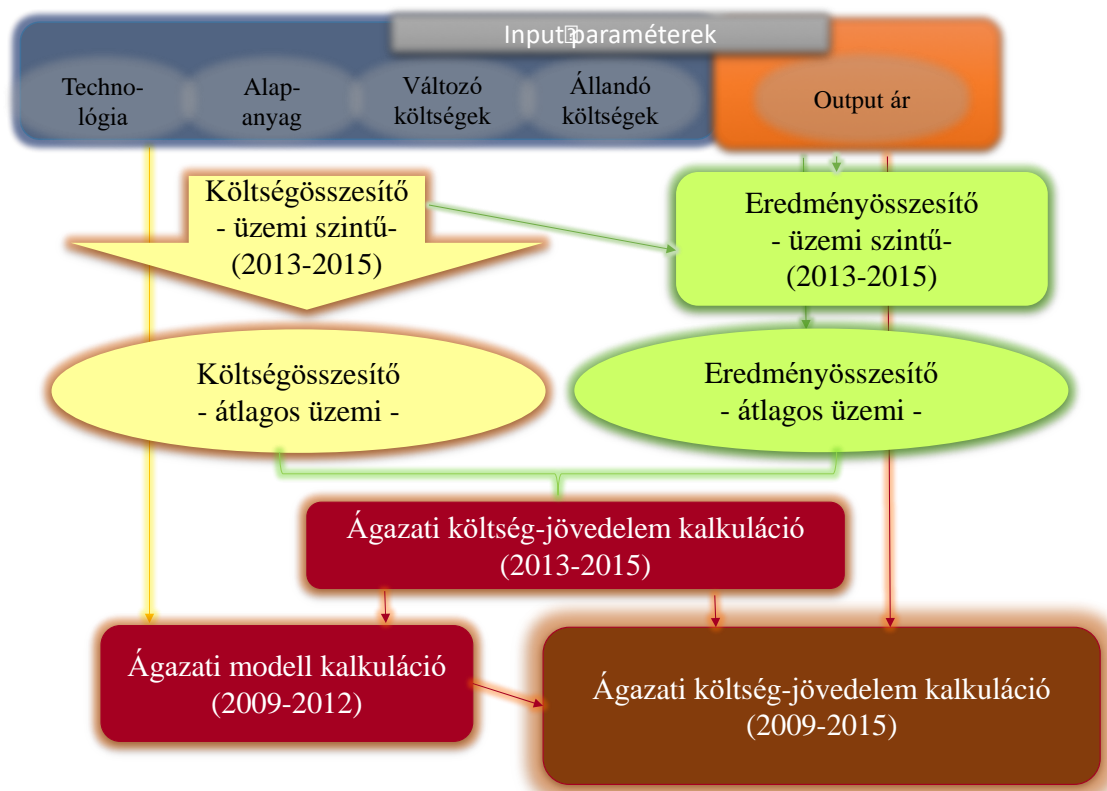 Input paraméterek
Techno-
lógia
Alap-
anyag
Változó
költségek
Állandó
költségek
Output ár
Költségösszesítő
- üzemi szintű-
(2013-2015)
Eredményösszesítő
- üzemi szintű-
(2013-2015)
Költségösszesítő
- átlagos üzemi -
Eredményösszesítő
- átlagos üzemi -
Ágazati költség-jövedelem kalkuláció
(2013-2015)
Ágazati modell kalkuláció
(2009-2012)
Ágazati költség-jövedelem kalkuláció
(2009-2015)